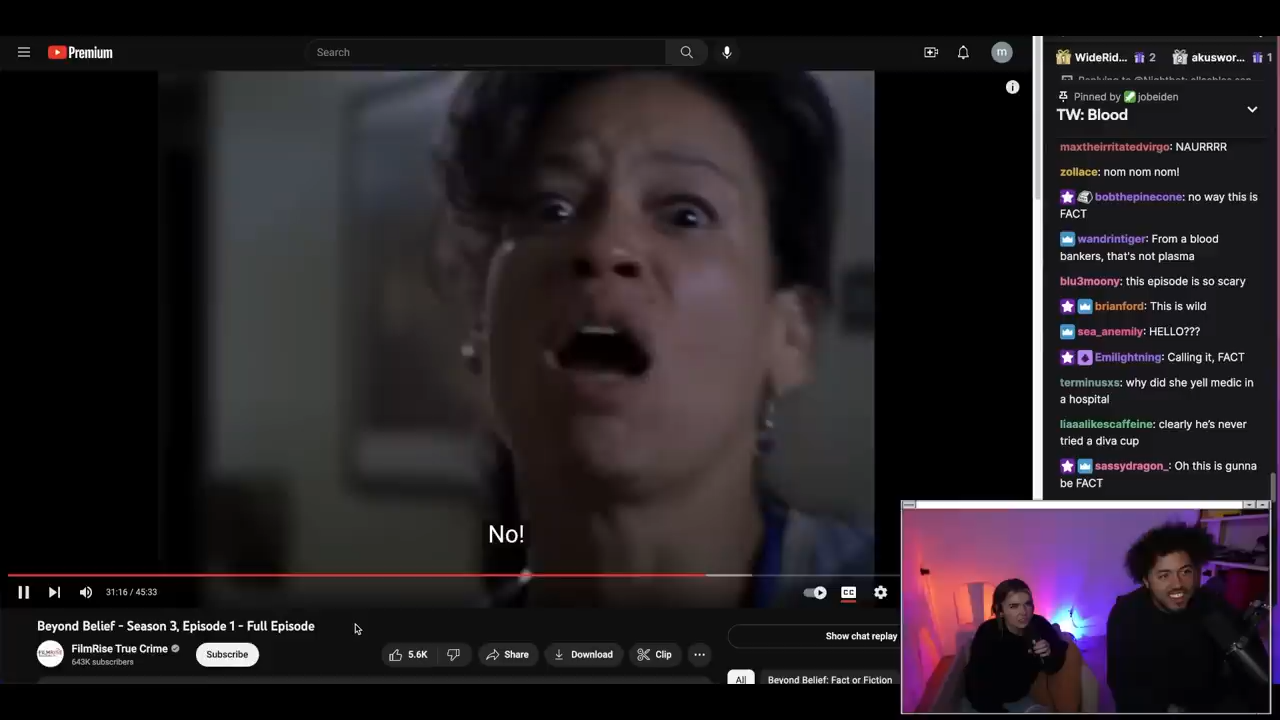 Premium
Search
m
WideRid... 2
akuswor... 1
Pinned by jobeiden
TW: Blood
maxtheirritatedvirgo: NAURRRR
zollace: nom nom nom!
bobthepinecone: no way this is
FACT
wandrintiger: From a blood
bankers, that's not plasma
blu3moony: this episode is so scary
brianford: This is wild
sea_anemily: HELLO???
Emilightning: Calling it, FACT
terminusxs: why did she yell medic in
a hospital
liaaalikescaffeine: clearly he's never
tried a diva cup
sassydragon_: Oh this is gunna
be FACT
No!
31:16 / 45:33
CC
Beyond Belief - Season 3, Episode 1 - Full Episode
FilmRise True Crime
643K subscribers
Subscribe
5.6K
Share
Download
Clip
Show chat replay
All
Beyond Belief: Fact or Fiction